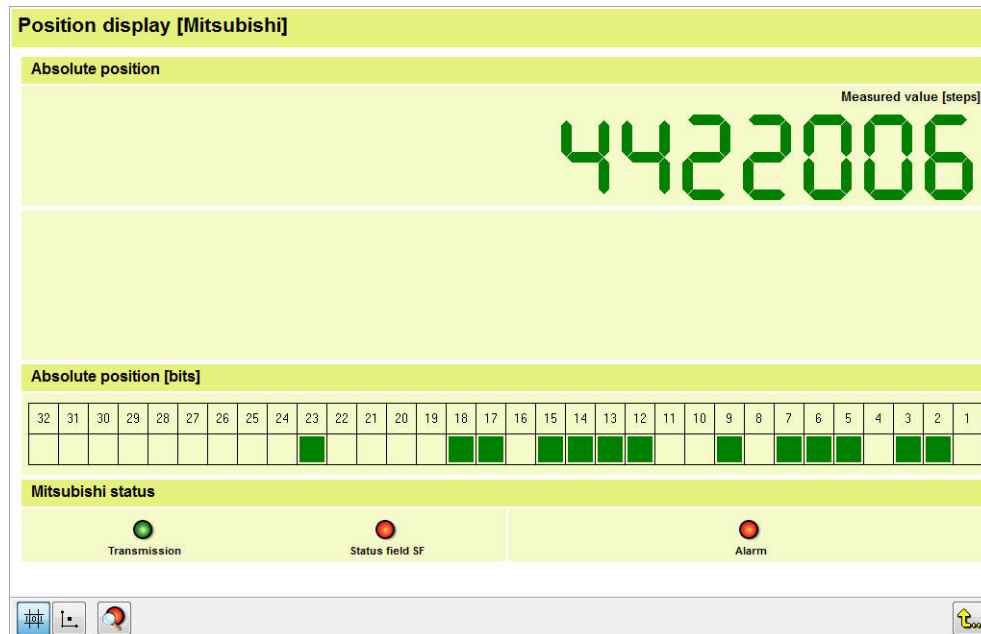 Position display [Mitsubishi]
Absolute position
Measured value [steps]
4422006
Absolute position [bits]
32 31 30 29 28 27 26 25 24 23 22 21 20 19 18 17 16 15 14 13 12 11 10 9 8 7 6 5 4 3 2 1
Mitsubishi status
Transmission Status field SF Alarm